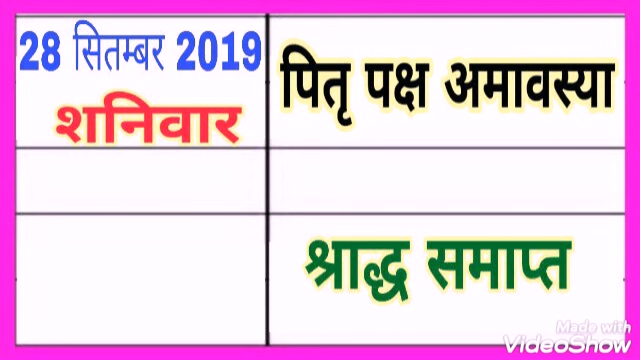 28 सितम्बर 2019
शनिवार
पितृ पक्ष अमावस्या
श्राद्ध समाप्त
Made with
VideoShow